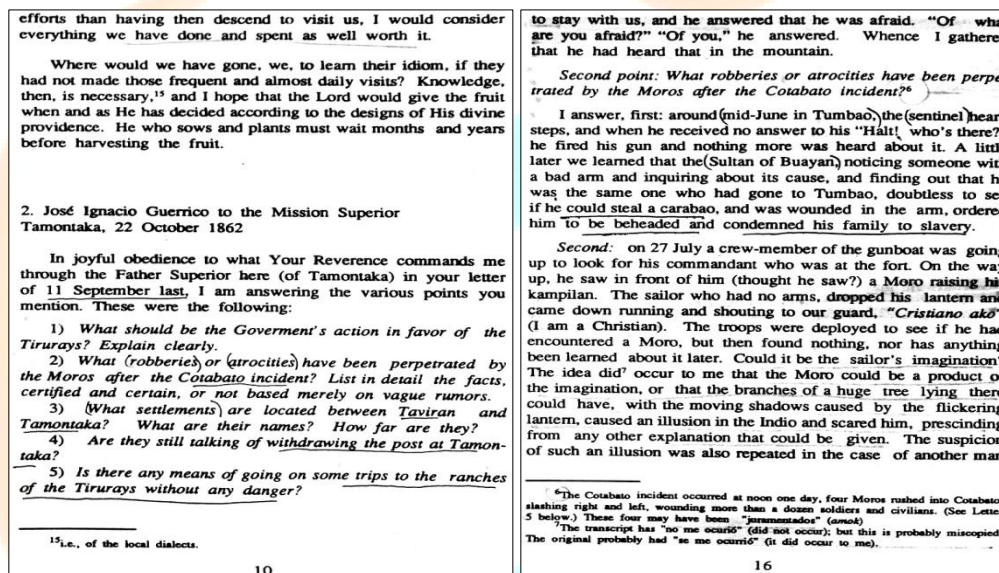 efforts than having then descend to visit us, I would consider
everything we have done and spent as well worth it.
Where would we have gone, we, to learn their idiom, if they
had not made those frequent and almost daily visits? Knowledge,
then, is necessary,¹⁵ and I hope that the Lord would give the fruit
when and as He has decided according to the designs of His divine
providence. He who sows and plants must wait months and years
before harvesting the fruit.
2. José Ignacio Guerrico to the Mission Superior
Tamontaka, 22 October 1862
In joyful obedience to what Your Reverence commands me
through the Father Superior here (of Tamontaka) in your letter
of 11 September last, I am answering the various points you
mention. These were the following:
1) What should be the Goverment's action in favor of the
Tirurays? Explain clearly.
2) What robberies or atrocities have been perpetrated by
the Moros after the Cotabato incident? List in detail the facts,
certified and certain, or not based merely on vague rumors.
3) What settlements are located between Taviran and
Tamontaka? What are their names? How far are they?
4) Are they still talking of withdrawing the post at Tamon-
taka?
5) Is there any means of going on some trips to the ranches
of the Tirurays without any danger?
¹⁵i.e., of the local dialects.
10
to stay with us, and he answered that he was afraid. "Of
are you afraid?" "Of you," he answered. Whence I
that he had heard that in the mountain.
Second point: What robberies or atrocities have been perpe
trated by the Moros after the Cotabato incident?⁶
I answer, first: around mid-June in Tumbao, the sentinel hear
steps, and when he received no answer to his "Halt! who's there?
he fired his gun and nothing more was heard about it. A
later we learned that the Sultan of Buayan, noticing someone
a bad arm and inquiring about its cause, and finding out that
was the same one who had gone to Tumbao, doubtless to
if he could steal a carabao, and was wounded in the arm, ordere
him to be beheaded and condemned his family to slavery.
Second: on 27 July a crew-member of the gunboat was goin
up to look for his commandant who was at the fort. On the
up, he saw in front of him (thought he saw?) a Moro raising
kampilan. The sailor who had no arms, dropped his lantern
came down running and shouting to our guard, "Cristiano akó"
(I am a Christian). The troops were deployed to see if he
encountered a Moro, but then found nothing, nor has anything
been learned about it later. Could it be the sailor's imagination
The idea did⁷ occur to me that the Moro could be a product
the imagination, or that the branches of a huge tree lying there
could have, with the moving shadows caused by the flickering
lantern, caused an illusion in the Indio and scared him, prescinding
from any other explanation that could be given. The suspicion
of such an illusion was also repeated in the case of another
⁶The Cotabato incident occurred at noon one day, four Moros rushed into Cotabato
slashing right and left, wounding more than a dozen soldiers and civilians. (See Lette
5 below.) These four may have been "juramentados" (amok)
⁷The transcript has "no me ocurió" (did not occur); but this is probably miscopied
The original probably had "se me ocurrió" (it did occur to me).
16